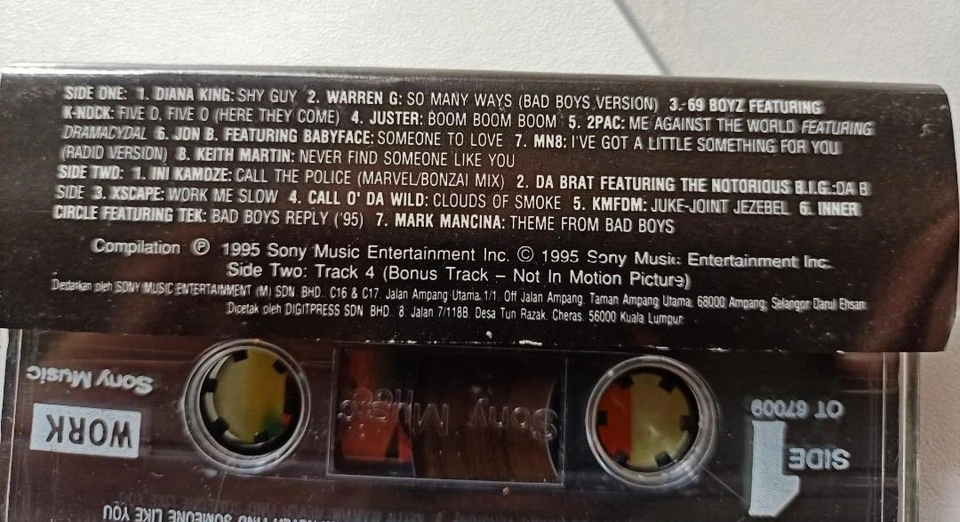 SIDE ONE: 1. DIANA KING: SHY GUY 2. WARREN G: SO MANY WAYS (BAD BOYS VERSION) 3. 69 BOYZ FEATURING
K-NOCK: FIVE O, FIVE O (HERE THEY COME) 4. JUSTER: BOOM BOOM BOOM 5. 2PAC: ME AGAINST THE WORLD FEATURING
DRAMACYDAL 6. JON B. FEATURING BABYFACE: SOMEONE TO LOVE 7. MN8: I'VE GOT A LITTLE SOMETHING FOR YOU
(RADIO VERSION) 8. KEITH MARTIN: NEVER FIND SOMEONE LIKE YOU
SIDE TWO: 1. INI KAMOZE: CALL THE POLICE (MARVEL/BONZAI MIX) 2. DA BRAT FEATURING THE NOTORIOUS B.I.G.:DA B
SIDE 3. XSCAPE: WORK ME SLOW 4. CALL O' DA WILD: CLOUDS OF SMOKE 5. KMFDM: JUKE-JOINT JEZEBEL 6. INNER
CIRCLE FEATURING TEK: BAD BOYS REPLY ('95) 7. MARK MANCINA: THEME FROM BAD BOYS
Compilation ℗ 1995 Sony Music Entertainment Inc. © 1995 Sony Music Entertainment Inc.
Side Two: Track 4 (Bonus Track – Not In Motion Picture)
Diedarkan oleh SONY MUSIC ENTERTAINMENT (M) SDN. BHD. C16 & C17, Jalan Ampang Utama 1/1, Off Jalan Ampang, Taman Ampang Utama, 68000 Ampang, Selangor Darul Ehsan.
Dicetak oleh DIGITPRESS SDN. BHD. 8, Jalan 7/118B, Desa Tun Razak, Cheras, 56000 Kuala Lumpur.
Sony Music
WORK
Sony Music
OT 67009
SIDE
1
SOMEONE LIKE YOU